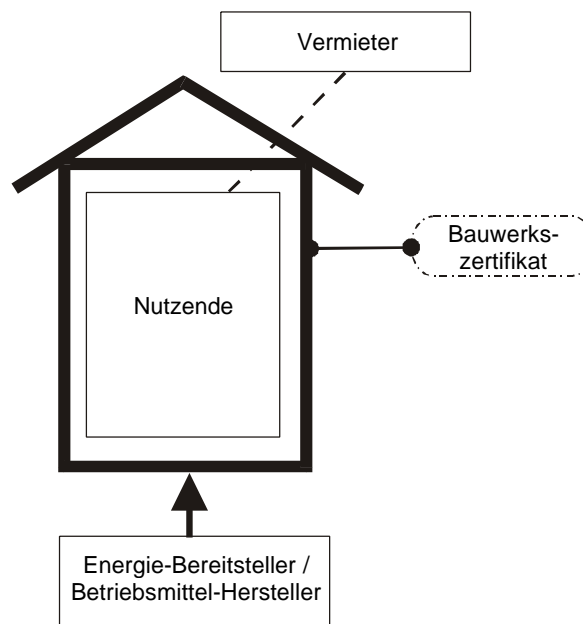 Vermieter
Bauwerks-
zertifikat
Nutzende
Energie-Bereitsteller /
Betriebsmittel-Hersteller